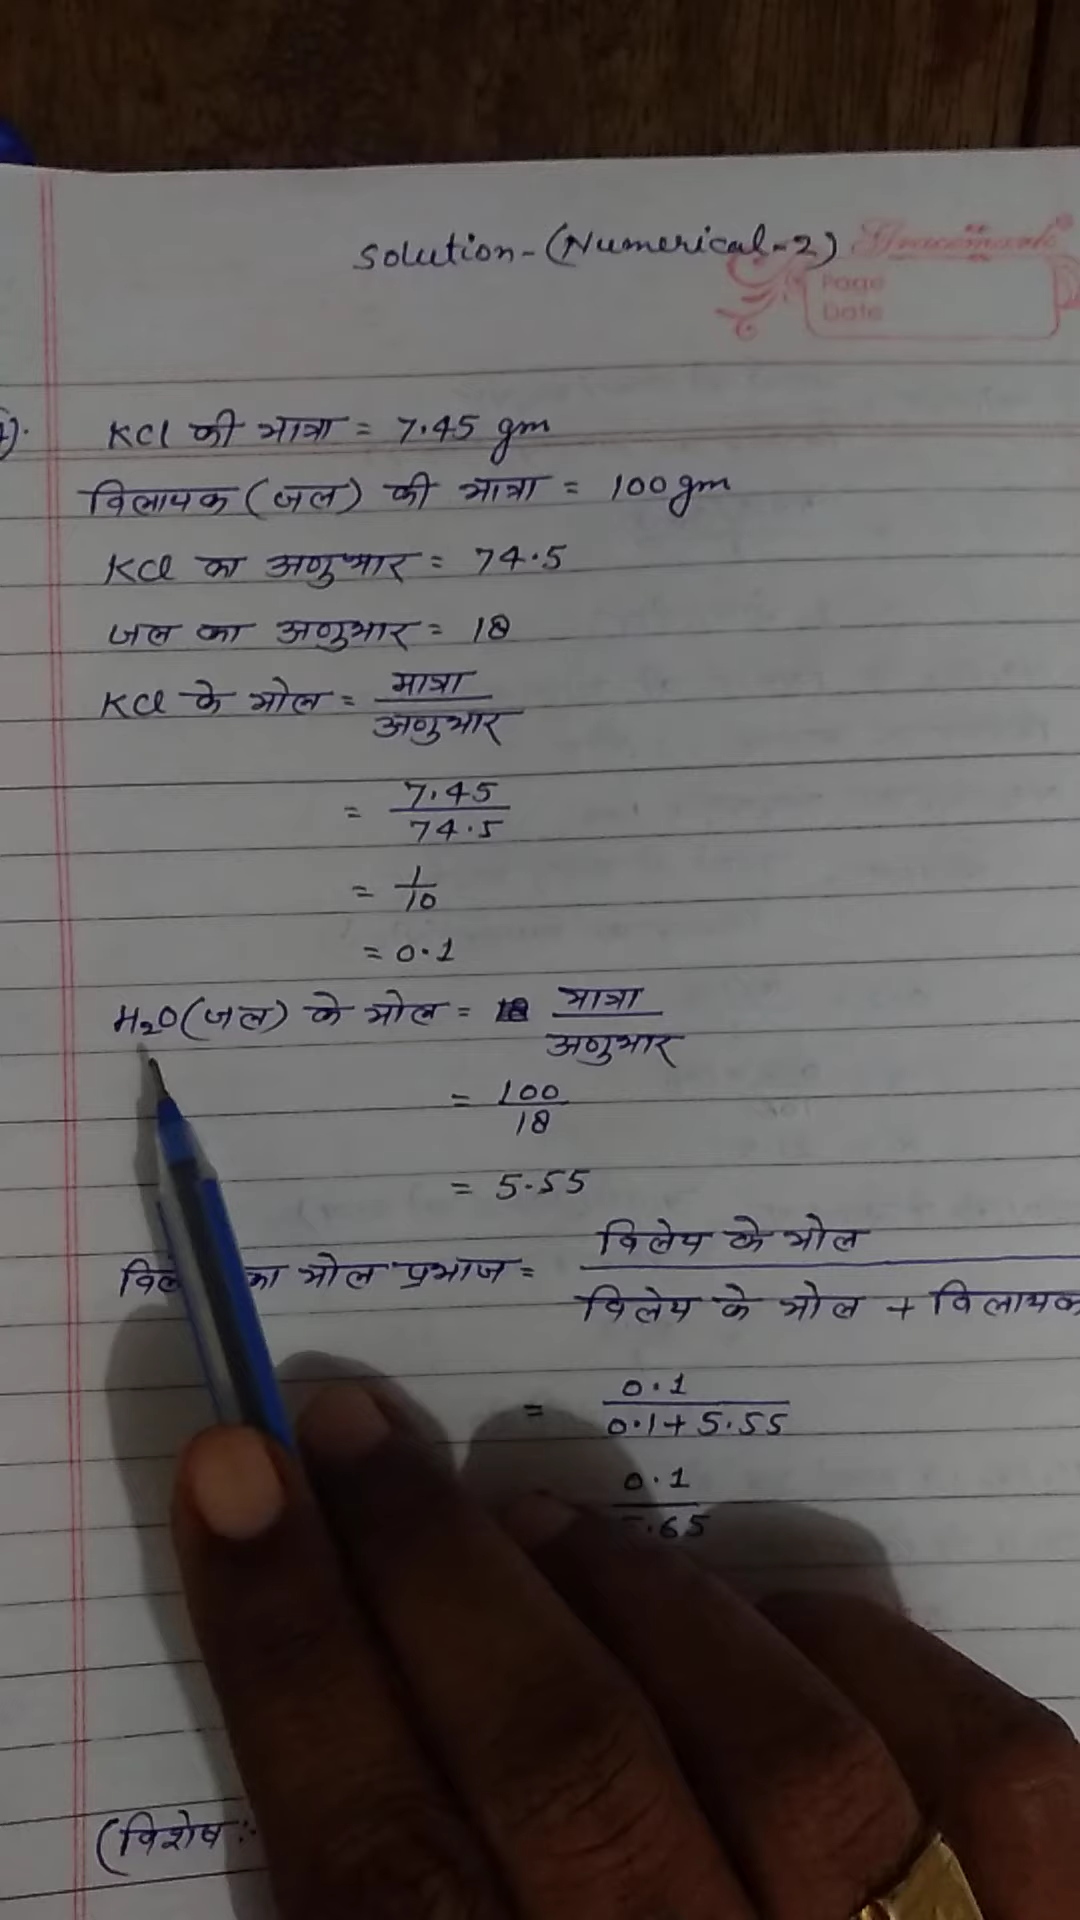 Solution-(Numerical-2)
Page
Date
KCl की मात्रा = 7.45 gm
विलायक (जल) की मात्रा = 100gm
KCl का अणुभार = 74.5
जल का अणुभार = 18
KCl के मोल = मात्रा
अणुभार
= 7.45
74.5
= 1
10
= 0.1
H2O (जल) के मोल = मात्रा
अणुभार
= 100
18
= 5.55
का मोल प्रभाज = विलेय के मोल
विलेय के मोल + विलायक
= 0.1
0.1+5.55
0.1
.65
(विशेष :-